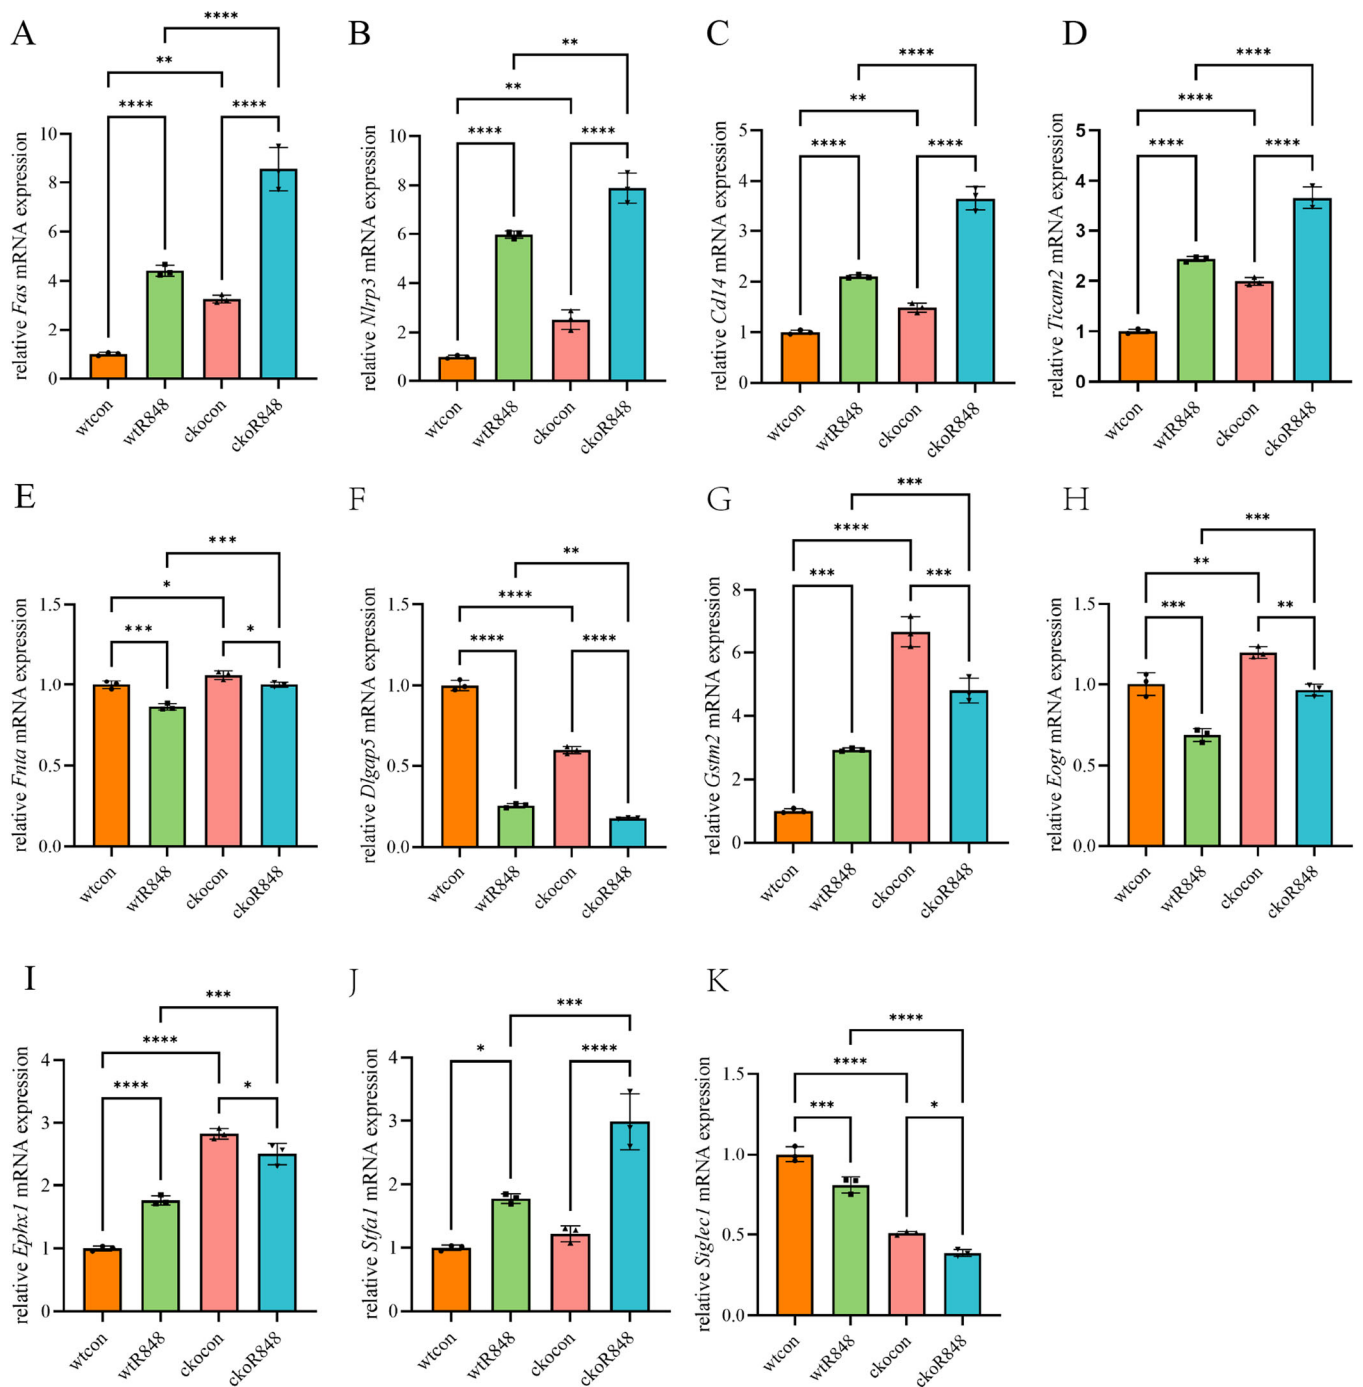 A
****
**
****
****
relative Fas mRNA expression
10
8
6
4
2
0
wtcon
wtR848
ckocon
ckoR848
B
**
**
****
****
relative Nlrp3 mRNA expression
10
8
6
4
2
0
wtcon
wtR848
ckocon
ckoR848
C
****
**
****
****
relative Cd14 mRNA expression
5
4
3
2
1
0
wtcon
wtR848
ckocon
ckoR848
D
****
****
****
****
relative Ticam2 mRNA expression
5
4
3
2
1
0
wtcon
wtR848
ckocon
ckoR848
E
***
*
***
*
relative Fnta mRNA expression
1.5
1.0
0.5
0.0
wtcon
wtR848
ckocon
ckoR848
F
**
****
****
****
relative Dlgap5 mRNA expression
1.5
1.0
0.5
0.0
wtcon
wtR848
ckocon
ckoR848
G
***
****
***
***
relative Gstm2 mRNA expression
8
6
4
2
0
wtcon
wtR848
ckocon
ckoR848
H
***
**
***
**
relative Eogt mRNA expression
1.5
1.0
0.5
0.0
wtcon
wtR848
ckocon
ckoR848
I
***
****
****
*
relative Ephx1 mRNA expression
4
3
2
1
0
wtcon
wtR848
ckocon
ckoR848
J
***
*
****
relative Stfa1 mRNA expression
4
3
2
1
0
wtcon
wtR848
ckocon
ckoR848
K
****
****
***
*
relative Siglec1 mRNA expression
1.5
1.0
0.5
0.0
wtcon
wtR848
ckocon
ckoR848